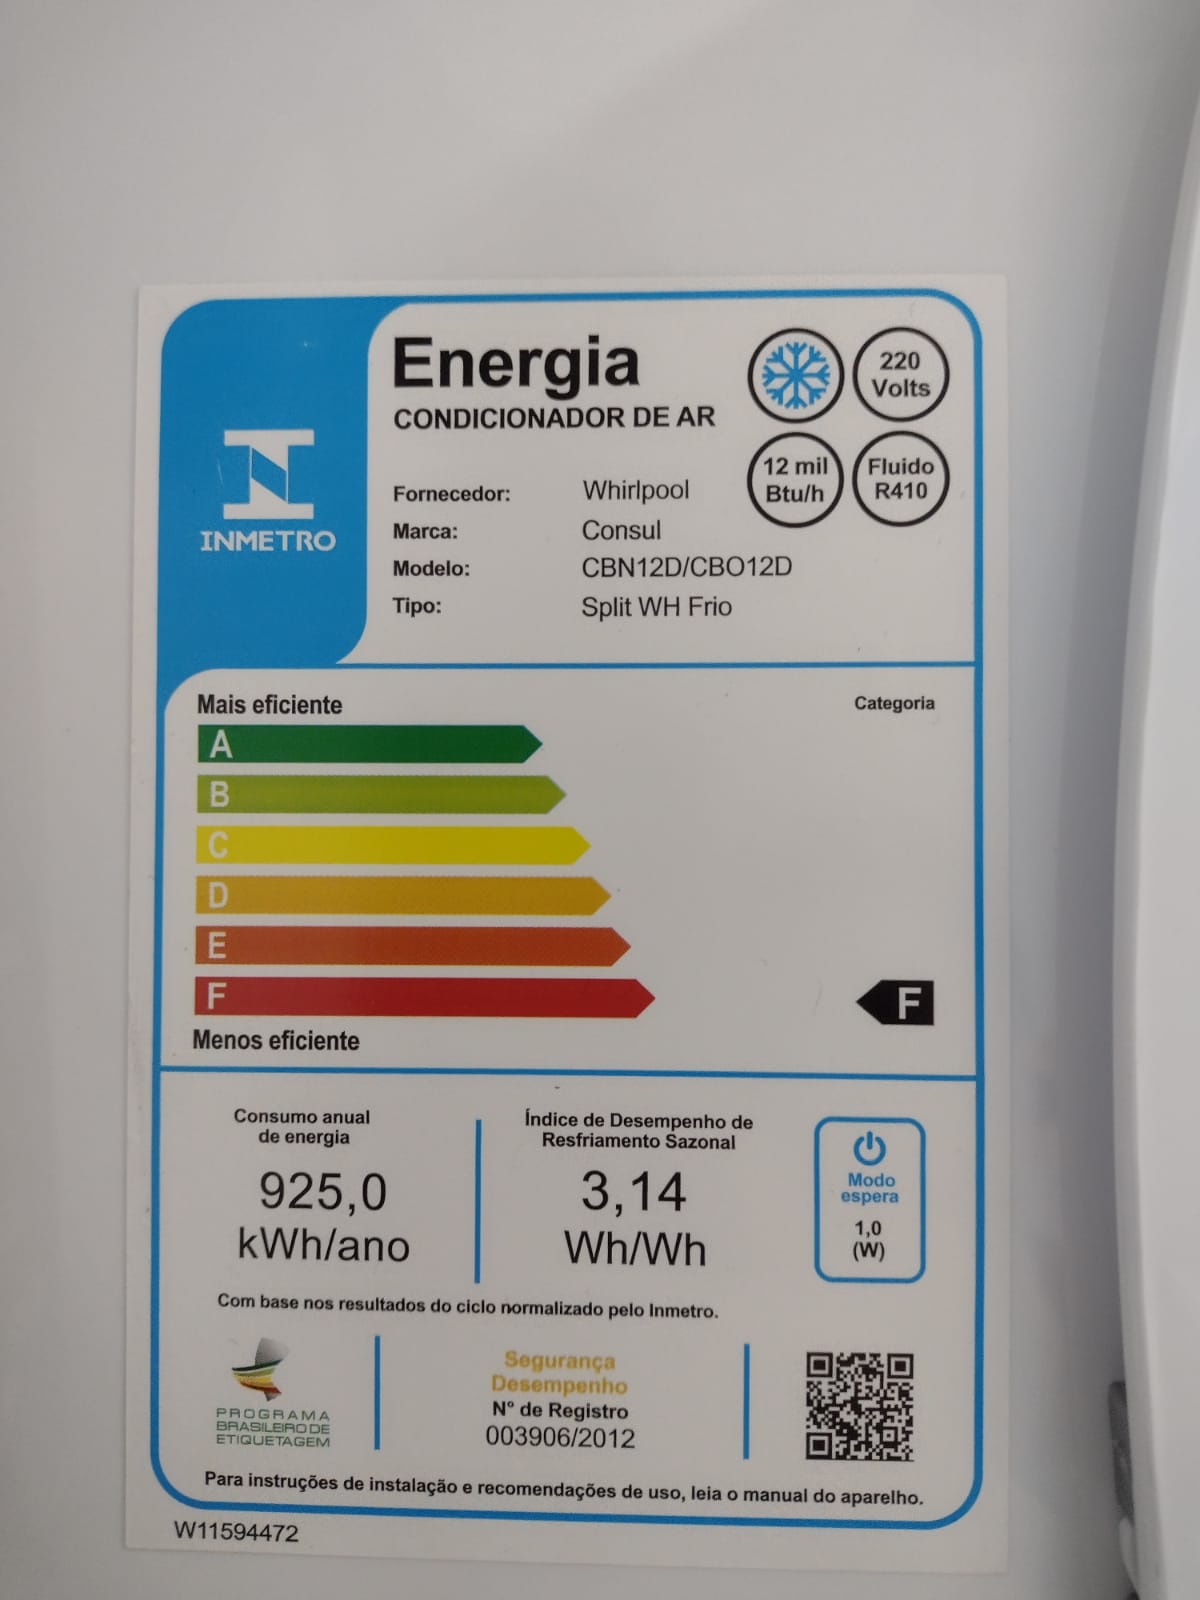 INMETRO
Energia
CONDICIONADOR DE AR
220
Volts
12 mil
Btu/h
Fluido
R410
Fornecedor: Whirlpool
Marca: Consul
Modelo: CBN12D/CBO12D
Tipo: Split WH Frio
Mais eficiente
Categoria
A
B
C
D
E
F
F
Menos eficiente
Consumo anual
de energia
925,0
kWh/ano
Índice de Desempenho de
Resfriamento Sazonal
3,14
Wh/Wh
Modo
espera
1,0
(W)
Com base nos resultados do ciclo normalizado pelo Inmetro.
PROGRAMA
BRASILEIRO DE
ETIQUETAGEM
Segurança
Desempenho
Nº de Registro
003906/2012
Para instruções de instalação e recomendações de uso, leia o manual do aparelho.
W11594472